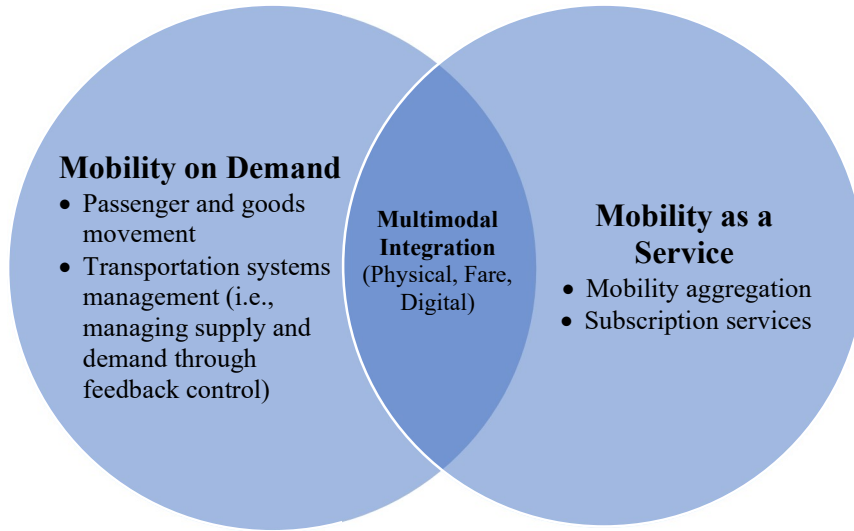 Mobility on Demand
• Passenger and goods
movement
• Transportation systems
management (i.e.,
managing supply and
demand through
feedback control)
Multimodal
Integration
(Physical, Fare,
Digital)
Mobility as a
Service
• Mobility aggregation
• Subscription services